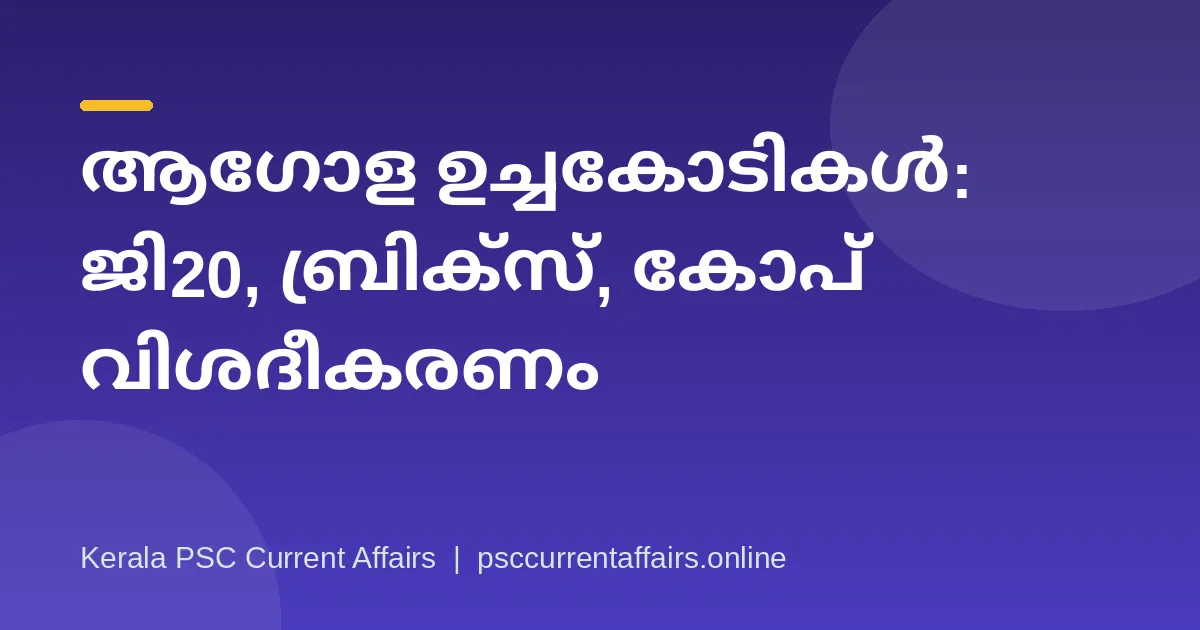 ആഗോള ഉച്ചകോടികൾ:
ജി20, ബ്രിക്സ്, കോപ്
വിശദീകരണം
Kerala PSC Current Affairs | psccurrentaffairs.online